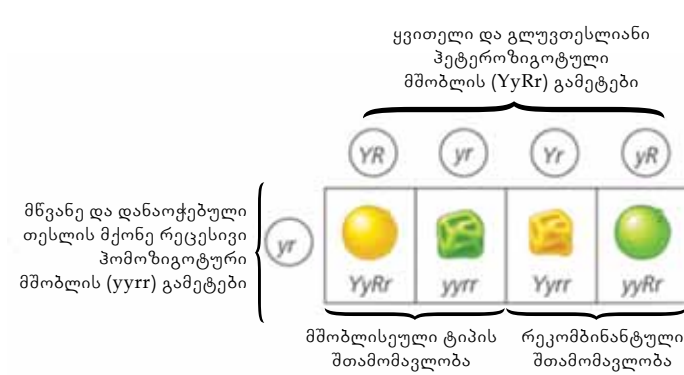 ყვითელი და გლუვთესლიანი
ჰეტეროზიგოტული
მშობლის (YyRr) გამეტები
YR yr Yr yR
მწვანე და დანაოჭებული
თესლის მქონე რეცესივი
ჰომოზიგოტური
მშობლის (yyrr) გამეტები
yr
YyRr yyrr Yyrr yyRr
მშობლისეული ტიპის
შთამომავლობა
რეკომბინანტული
შთამომავლობა